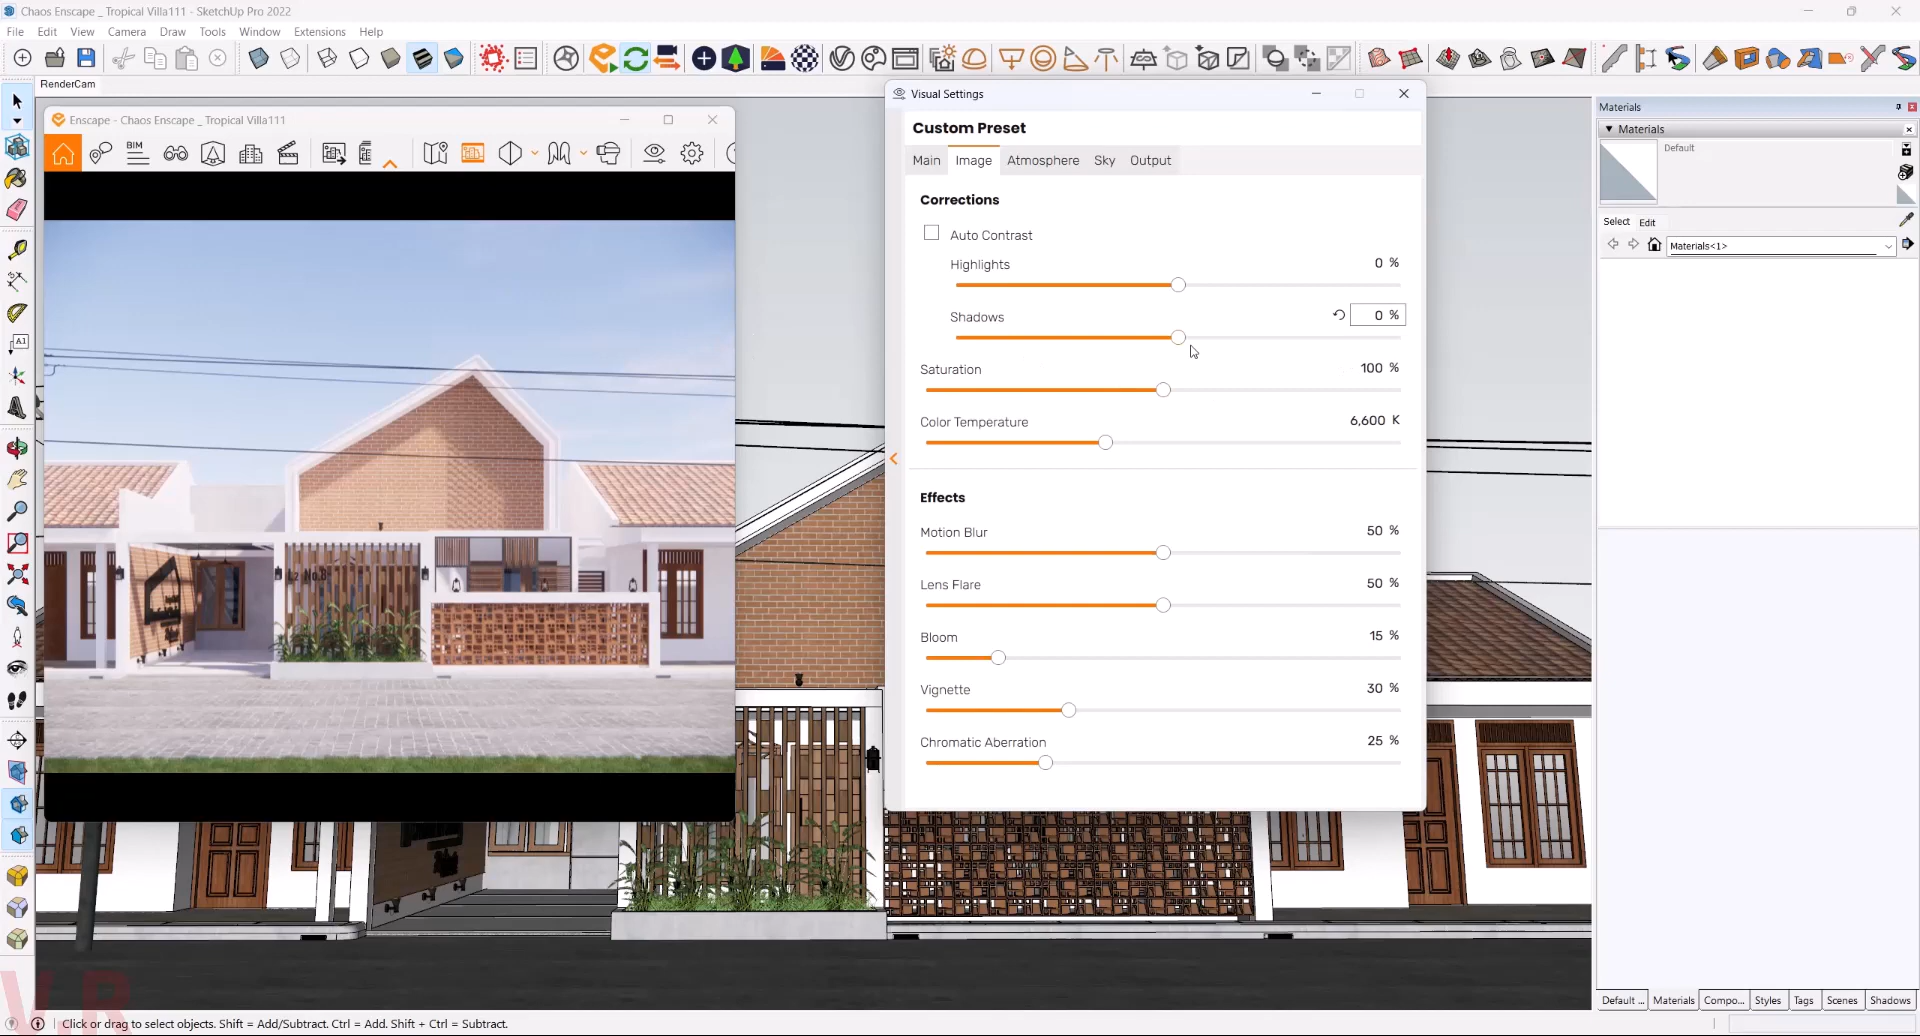 Chaos Enscape _ Tropical Villa111 - SketchUp Pro 2022
File Edit View Camera Draw Tools Window Extensions Help
RenderCam
Enscape - Chaos Enscape _ Tropical Villa111
BIM
L2 No.8
Visual Settings
Custom Preset
Main Image Atmosphere Sky Output
Corrections
Auto Contrast
Highlights 0 %
Shadows 0 %
Saturation 100 %
Color Temperature 6,600 K
Effects
Motion Blur 50 %
Lens Flare 50 %
Bloom 15 %
Vignette 30 %
Chromatic Aberration 25 %
Materials
Materials
Default
Select Edit
Materials<1>
A1
Default ... Materials Compo... Styles Tags Scenes Shadows
V.R
Click or drag to select objects. Shift = Add/Subtract. Ctrl = Add. Shift + Ctrl = Subtract.